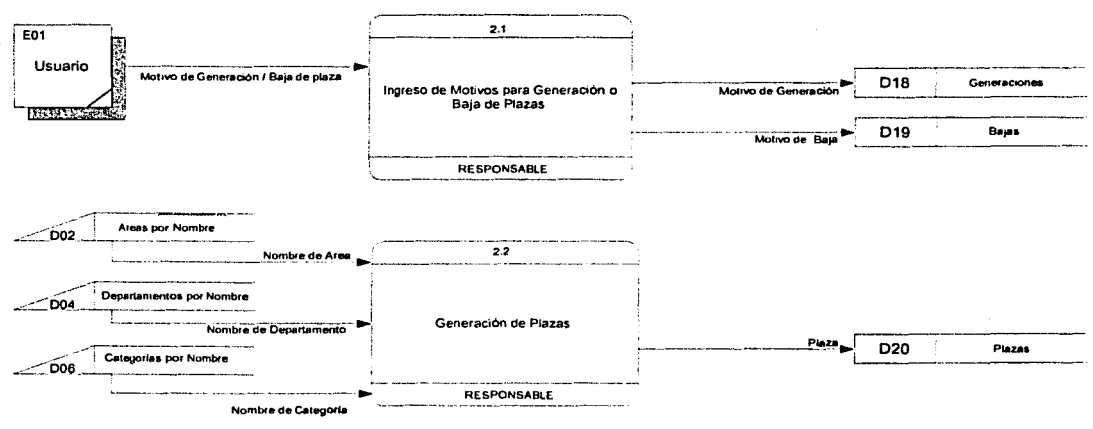 E01
Usuario
Motivo de Generación / Baja de plaza
2.1
Ingreso de Motivos para Generación o
Baja de Plazas
RESPONSABLE
Motivo de Generación
D18 Generaciones
Motivo de Baja
D19 Bajas
D02 Areas por Nombre
Nombre de Area
D04 Departamentos por Nombre
Nombre de Departamento
D06 Categorías por Nombre
Nombre de Categoría
2.2
Generación de Plazas
RESPONSABLE
Plaza
D20 Plazas